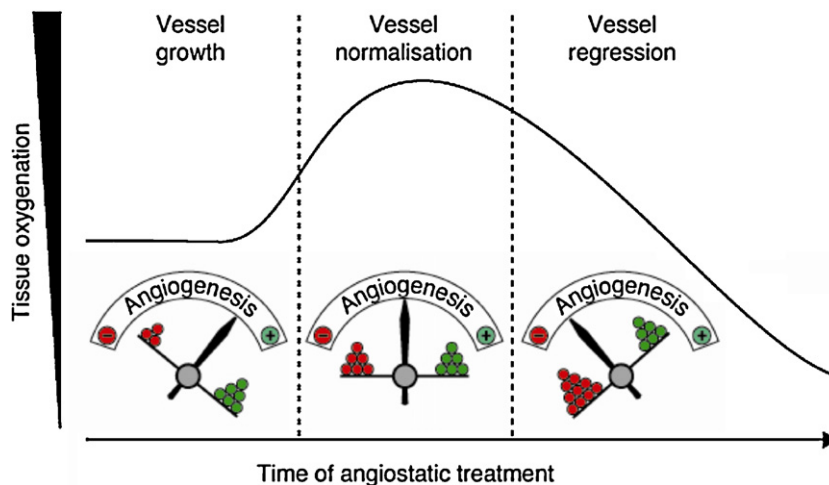 Vessel
growth
Vessel
normalisation
Vessel
regression
Tissue oxygenation
Angiogenesis
−
+
Angiogenesis
−
+
Angiogenesis
−
+
Time of angiostatic treatment